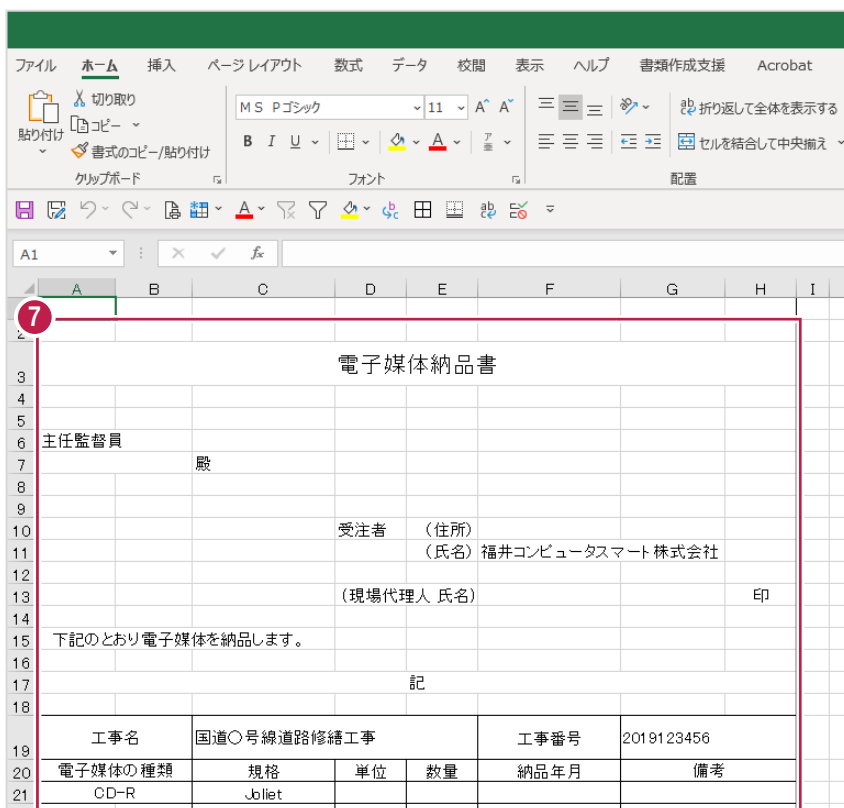 ファイル ホーム 挿入 ページ レイアウト 数式 データ 校閲 表示 ヘルプ 書類作成支援 Acrobat
切り取り
コピー
書式のコピー/貼り付け
貼り付け
クリップボード
MS Pゴシック 11 A^ A˅
B I U A ア亜
フォント
ab 折り返して全体を表示する
セルを結合して中央揃え
配置
A1 fx
A B C D E F G H I
7
2
3 電子媒体納品書
4
5
6 主任監督員
7 殿
8
9
10 受注者 (住所)
11 (氏名) 福井コンピュータスマート株式会社
12
13 (現場代理人 氏名) 印
14
15 下記のとおり電子媒体を納品します。
16
17 記
18
19 工事名 国道〇号線道路修繕工事 工事番号 2019123456
20 電子媒体の種類 規格 単位 数量 納品年月 備考
21 CD-R Joliet